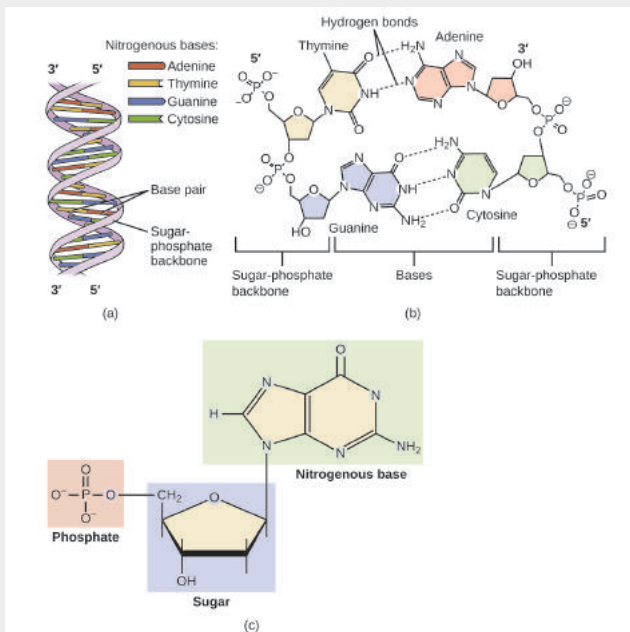 Nitrogenous bases:
3′ 5′
Adenine
Thymine
Guanine
Cytosine
Base pair
Sugar-
phosphate
backbone
3′ 5′
(a)
Hydrogen bonds
Thymine
Adenine
5′
3′
O
H₂N
N
OH
⁻O
P
O
O⁻
O
NH
N
N
N
N
O
O
N
O
O
O
P
O
⊖
O
P
O
⊖
O
O
N
N
O
H₂N
N
NH
N
N
O
O
P
O
⊖
⊖
5′
HO
N
NH₂
O
Guanine
Cytosine
Sugar-phosphate
backbone
Bases
Sugar-phosphate
backbone
(b)
O
N
N
H
N
N
NH₂
Nitrogenous base
O
O⁻ P O CH₂ O
O⁻
Phosphate
OH
Sugar
(c)